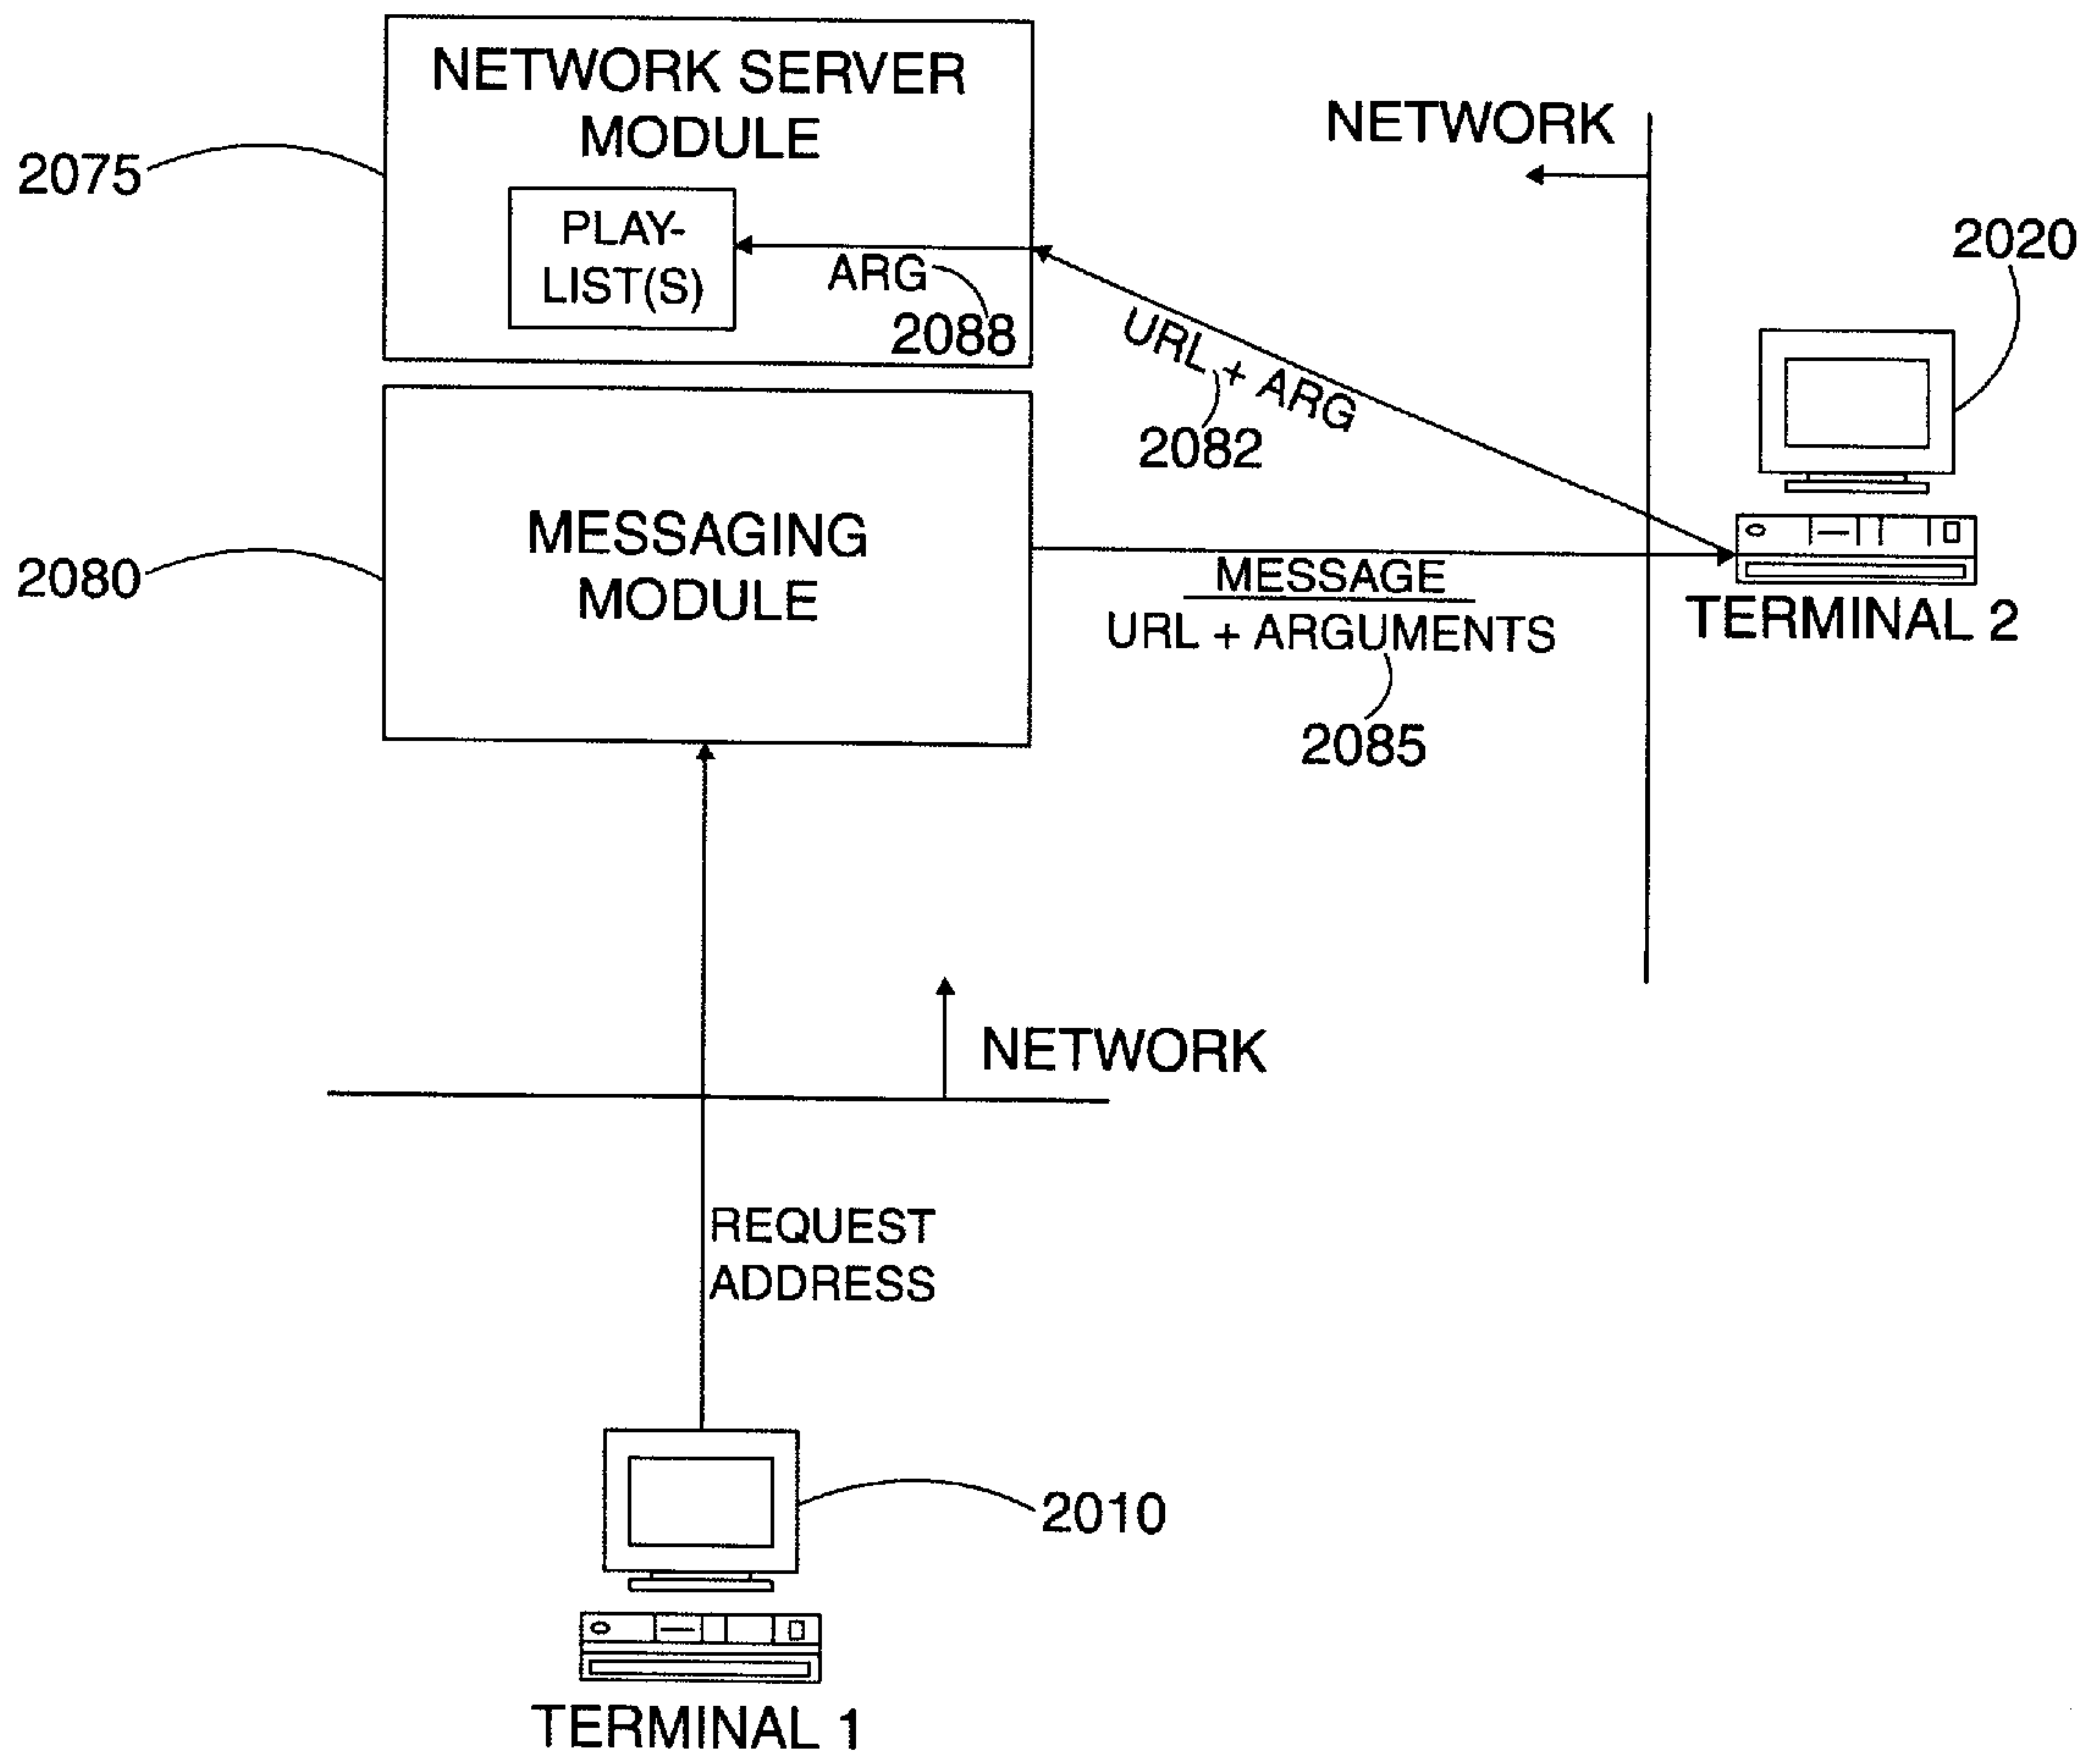 NETWORK SERVER
MODULE
2075
PLAY-
LIST(S)
ARG
2088
NETWORK
2020
URL + ARG
2082
MESSAGING
MODULE
2080
MESSAGE
URL + ARGUMENTS
2085
TERMINAL 2
NETWORK
REQUEST
ADDRESS
2010
TERMINAL 1